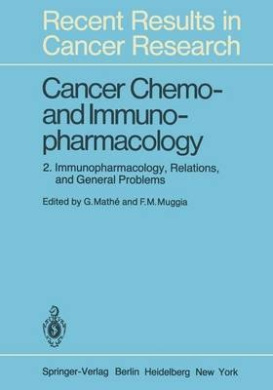 Recent Results in
Cancer Research
Cancer Chemo-
and Immuno-
pharmacology
2. Immunopharmacology, Relations,
and General Problems
Edited by G. Mathé and F. M. Muggia
Springer-Verlag Berlin Heidelberg New York